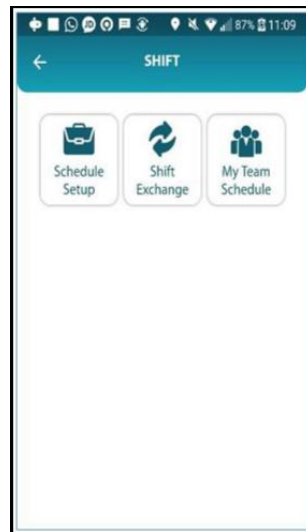 87% 11:09
SHIFT
Schedule
Setup
Shift
Exchange
My Team
Schedule